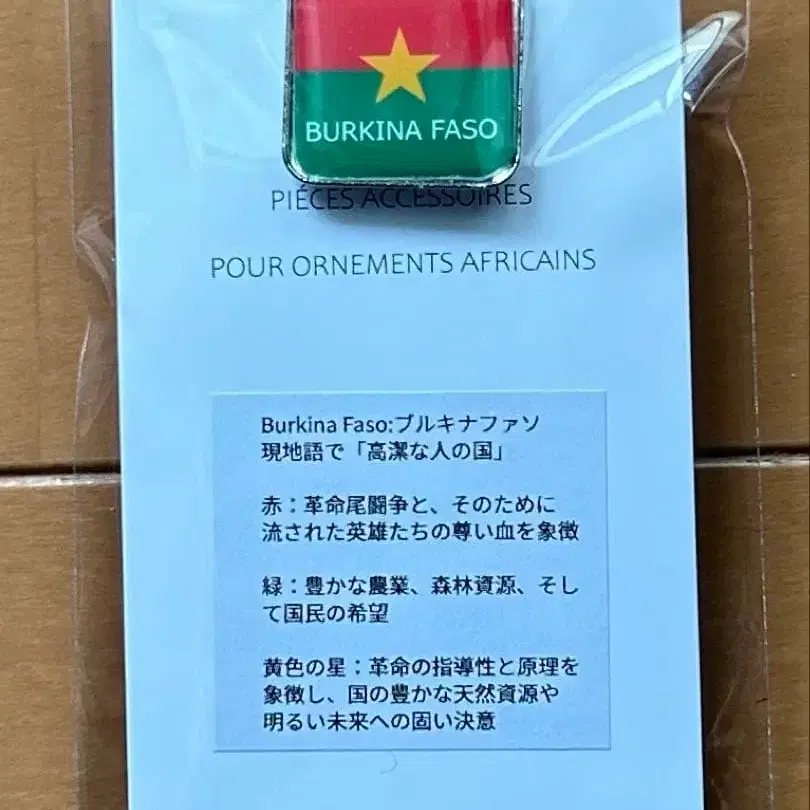 BURKINA FASO
PIÉCES ACCESSOIRES
POUR ORNEMENTS AFRICAINS
Burkina Faso:ブルキナファソ
現地語で「高潔な人の国」
赤：革命尾闘争と、そのために
流された英雄たちの尊い血を象徴
緑：豊かな農業、森林資源、そし
て国民の希望
黄色の星：革命の指導性と原理を
象徴し、国の豊かな天然資源や
明るい未来への固い決意